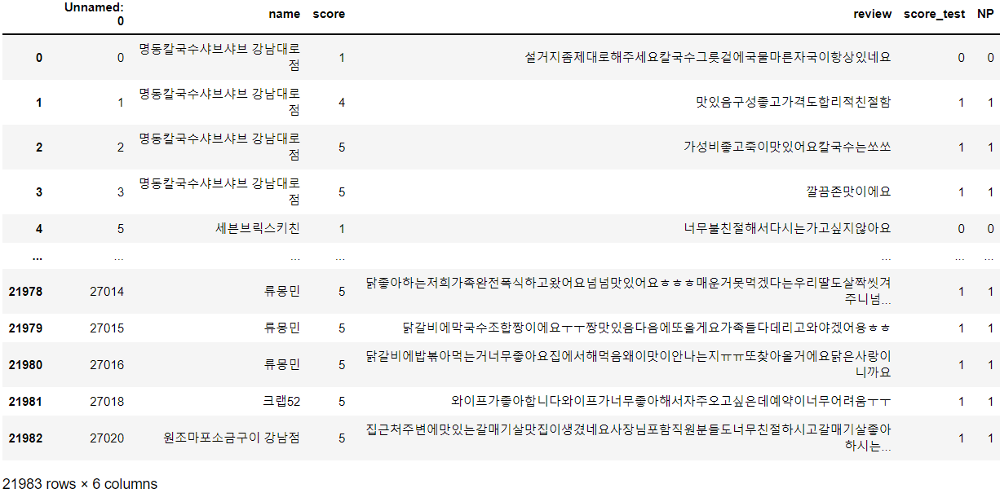 Unnamed: 0 name score review score_test NP
0 0 명동칼국수샤브샤브 강남대로점 1 설거지좀제대로해주세요칼국수그릇겉에국물마른자국이항상있네요 0 0
1 1 명동칼국수샤브샤브 강남대로점 4 맛있음구성좋고가격도합리적친절함 1 1
2 2 명동칼국수샤브샤브 강남대로점 5 가성비좋고죽이맛있어요칼국수는쏘쏘 1 1
3 3 명동칼국수샤브샤브 강남대로점 5 깔끔존맛이에요 1 1
4 5 세븐브릭스키친 1 너무불친절해서다시는가고싶지않아요 0 0
... ... ... ... ... ... ...
21978 27014 류몽민 5 닭좋아하는저희가족완전폭식하고왔어요넘넘맛있어요ㅎㅎㅎ매운거못먹겠다는우리딸도살짝씻겨주니넘... 1 1
21979 27015 류몽민 5 닭갈비에막국수조합짱이에요ㅜㅜ짱맛있음다음에또올게요가족들다데리고와야겠어용ㅎㅎ 1 1
21980 27016 류몽민 5 닭갈비에밥볶아먹는거너무좋아요집에서해먹음왜이맛이안나는지ㅠㅠ또찾아올거에요닭은사랑이니까요 1 1
21981 27018 크랩52 5 와이프가좋아합니다와이프가너무좋아해서자주오고싶은데예약이너무어려움ㅜㅜ 1 1
21982 27020 원조마포소금구이 강남점 5 집근처주변에맛있는갈매기살맛집이생겼네요사장님포함직원분들도너무친절하시고갈매기살좋아하시는... 1 1
21983 rows × 6 columns